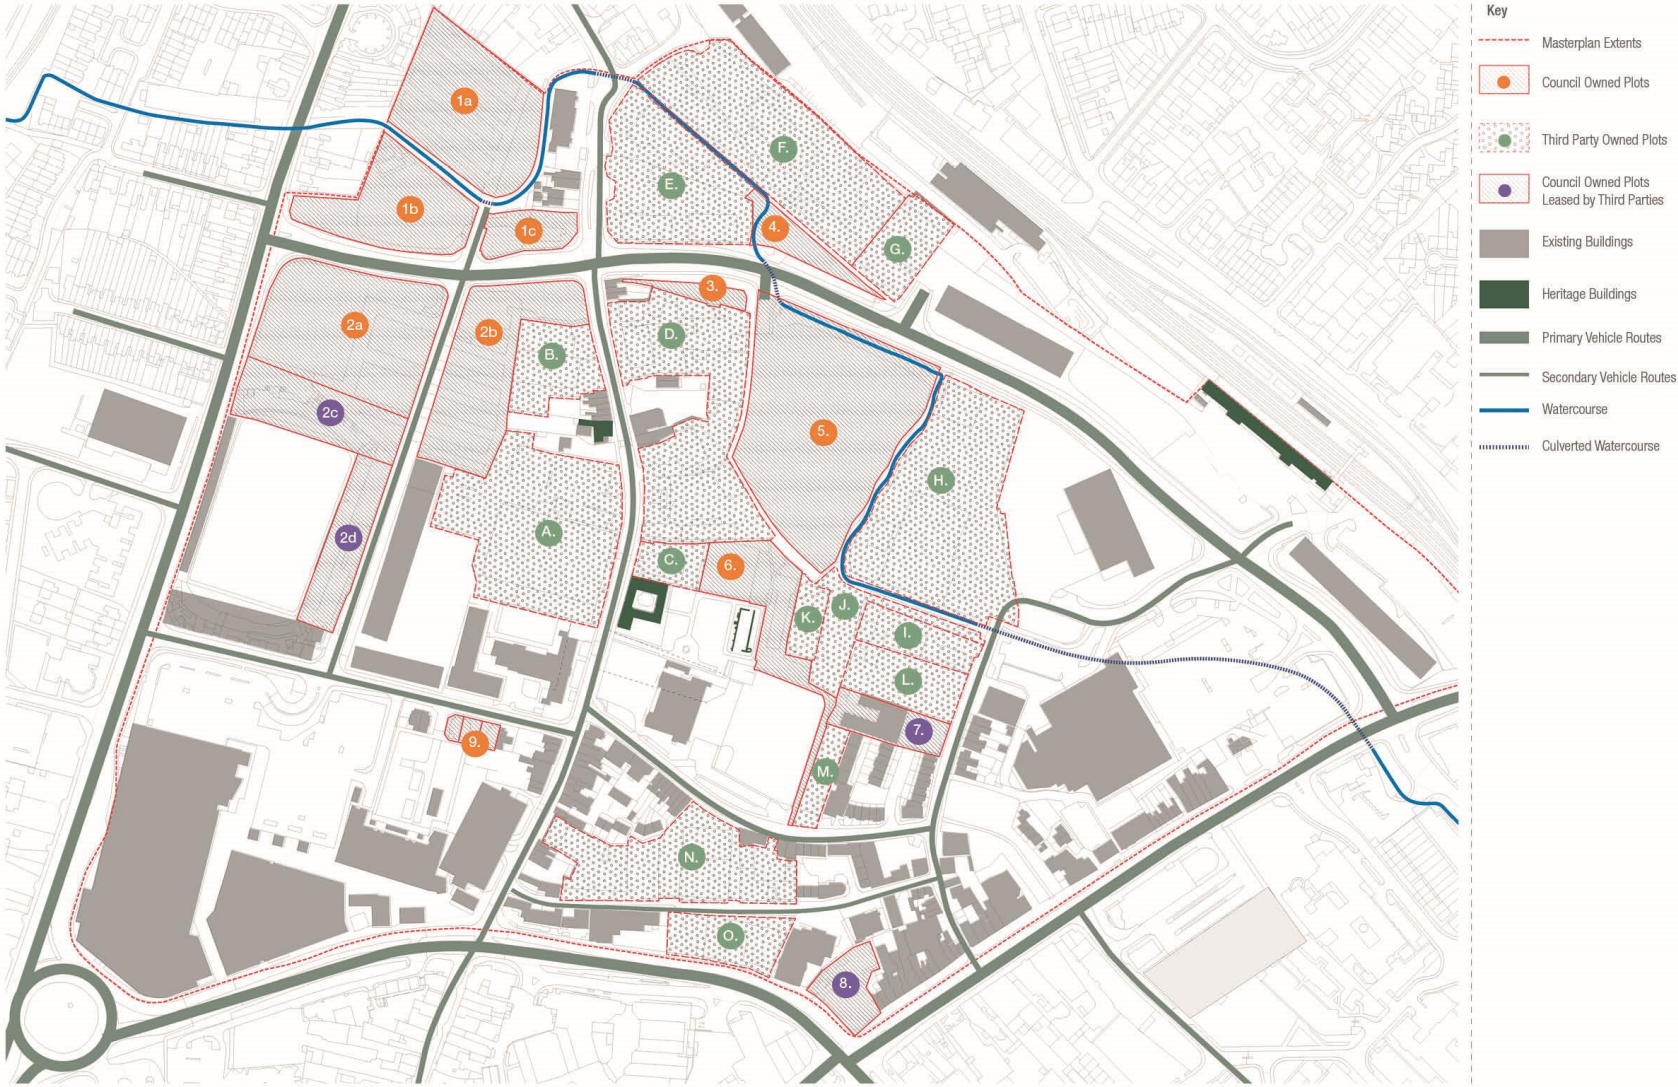 Key
Masterplan Extents
Council Owned Plots
Third Party Owned Plots
Council Owned Plots
Leased by Third Parties
Existing Buildings
Heritage Buildings
Primary Vehicle Routes
Secondary Vehicle Routes
Watercourse
Culverted Watercourse
1a
F.
E.
1b
1c
4.
G.
3.
2a
2b
D.
B.
2c
5.
H.
A.
2d
C.
6.
J.
K.
I.
L.
7.
9.
M.
N.
O.
8.